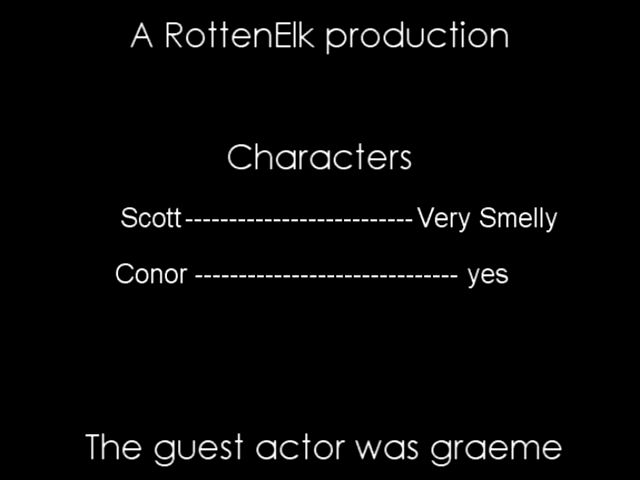 A RottenElk production
Characters
Scott -------------------------- Very Smelly
Conor ------------------------------ yes
The guest actor was graeme